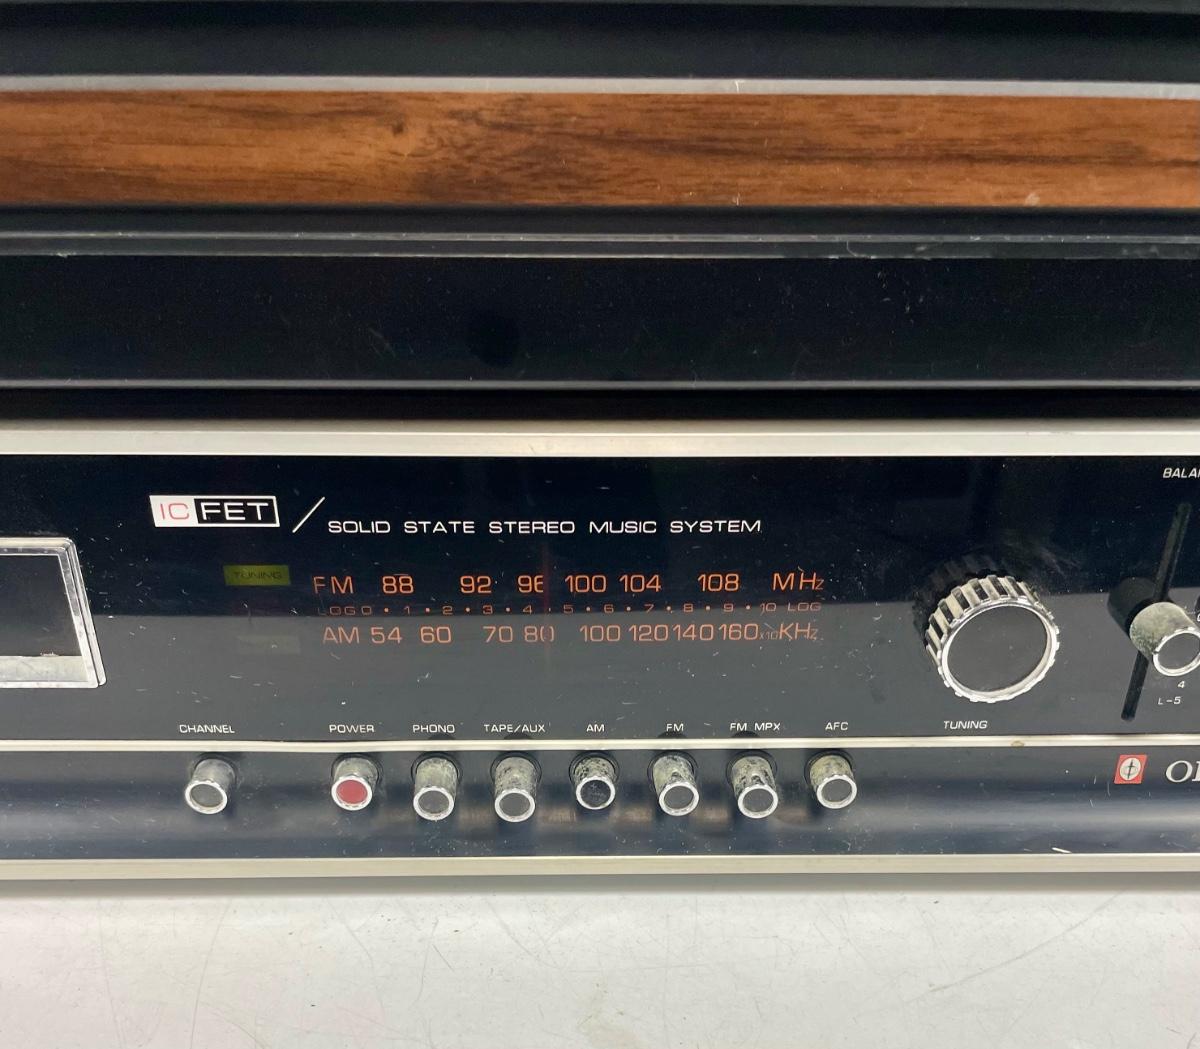 BALA
IC FET / SOLID STATE STEREO MUSIC SYSTEM
TUNING
FM 88 92 96 100 104 108 MHz
LOG 0 • 1 • 2 • 3 • 4 • 5 • 6 • 7 • 8 • 9 • 10 LOG
AM 54 60 70 80 100 120 140 160 x10 KHz
4
L-5
CHANNEL POWER PHONO TAPE/AUX AM FM FM MPX AFC TUNING